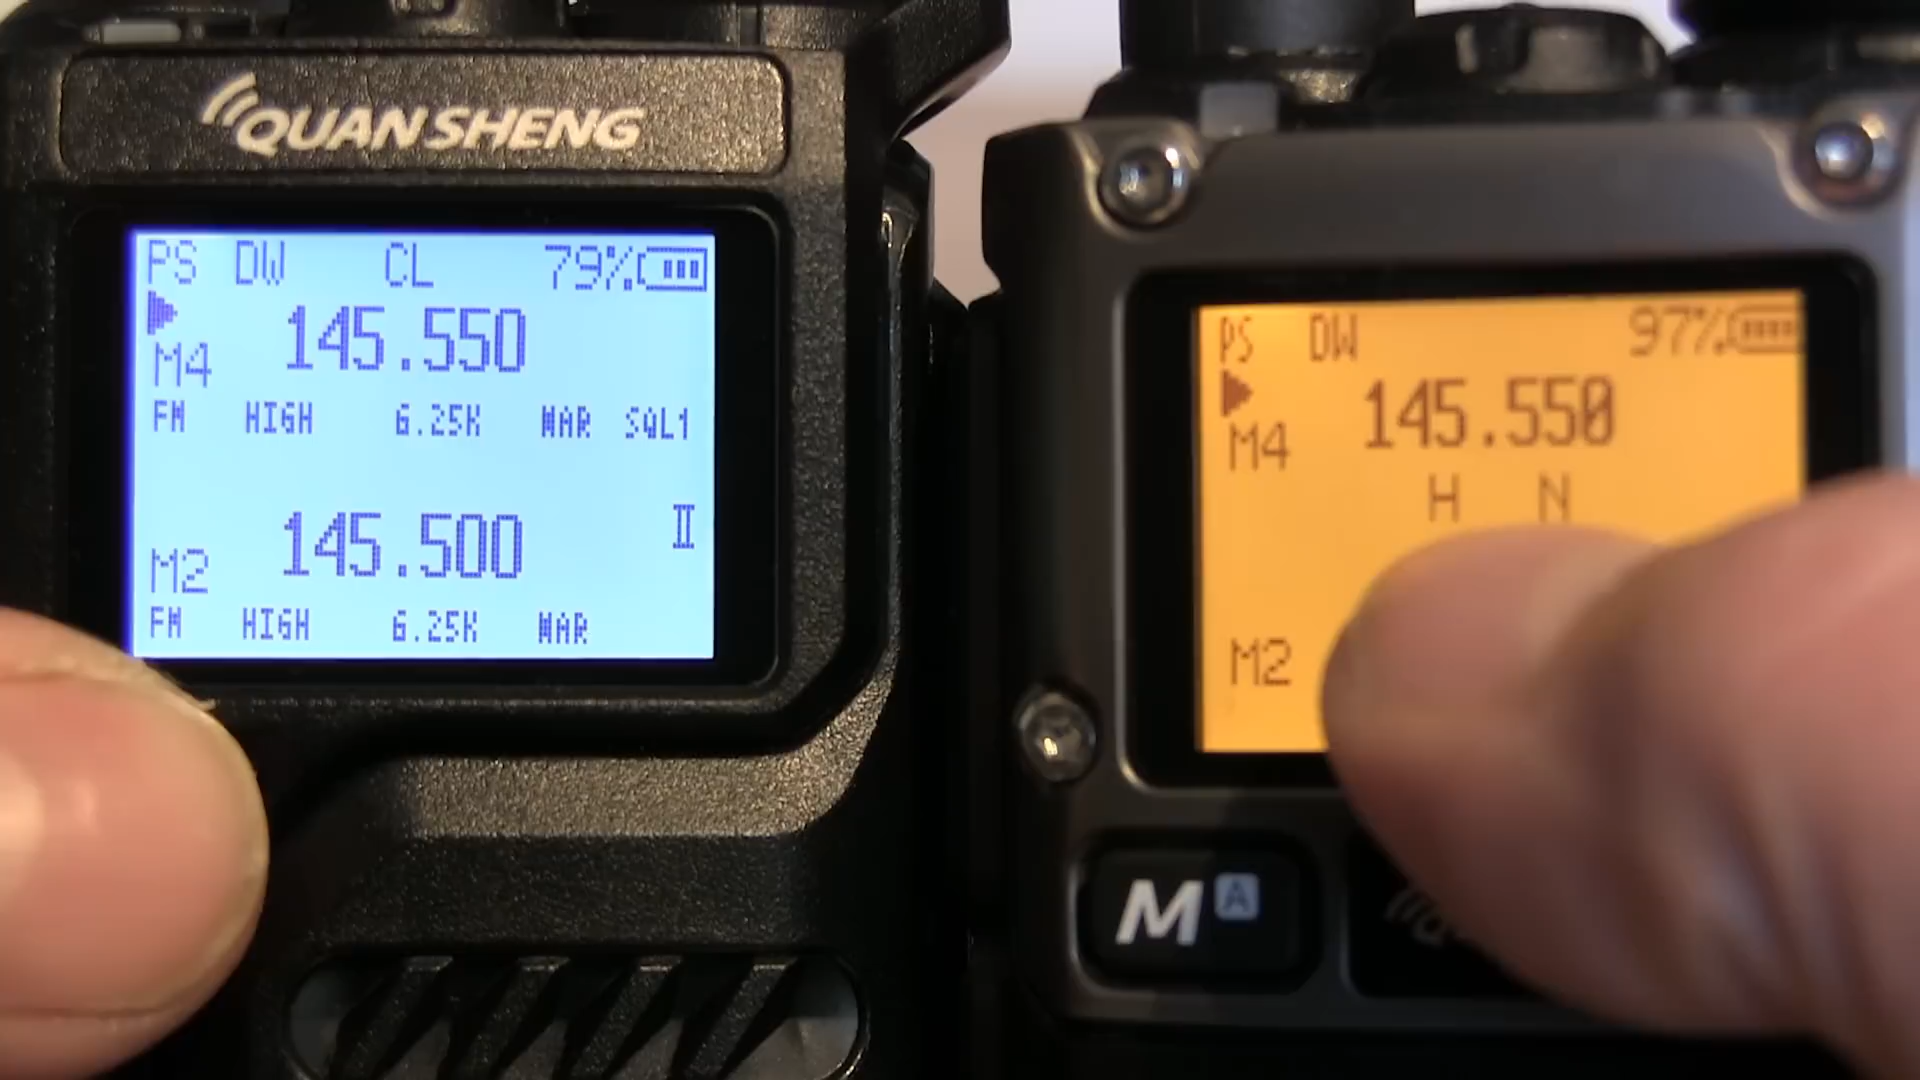 QUANSHENG
PS DW CL 79%
M4 145.550
FM HIGH 6.25K NAR SQL1
M2 145.500 II
FM HIGH 6.25K NAR
PS DW 97%
M4 145.550
H N
M2
M A